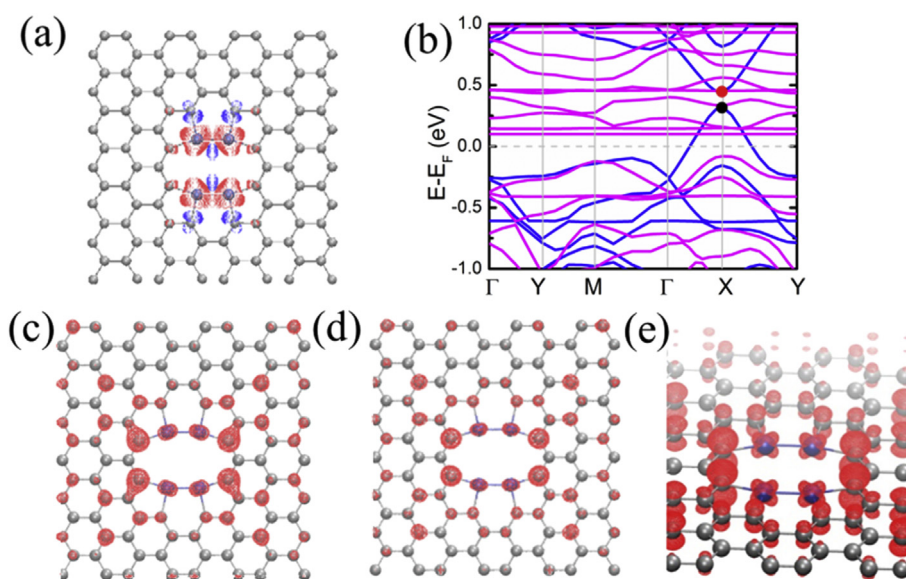 (a)
(b)
E-E_F (eV)
1.0
0.5
0.0
-0.5
-1.0
Γ Y M Γ X Y
(c)
(d)
(e)